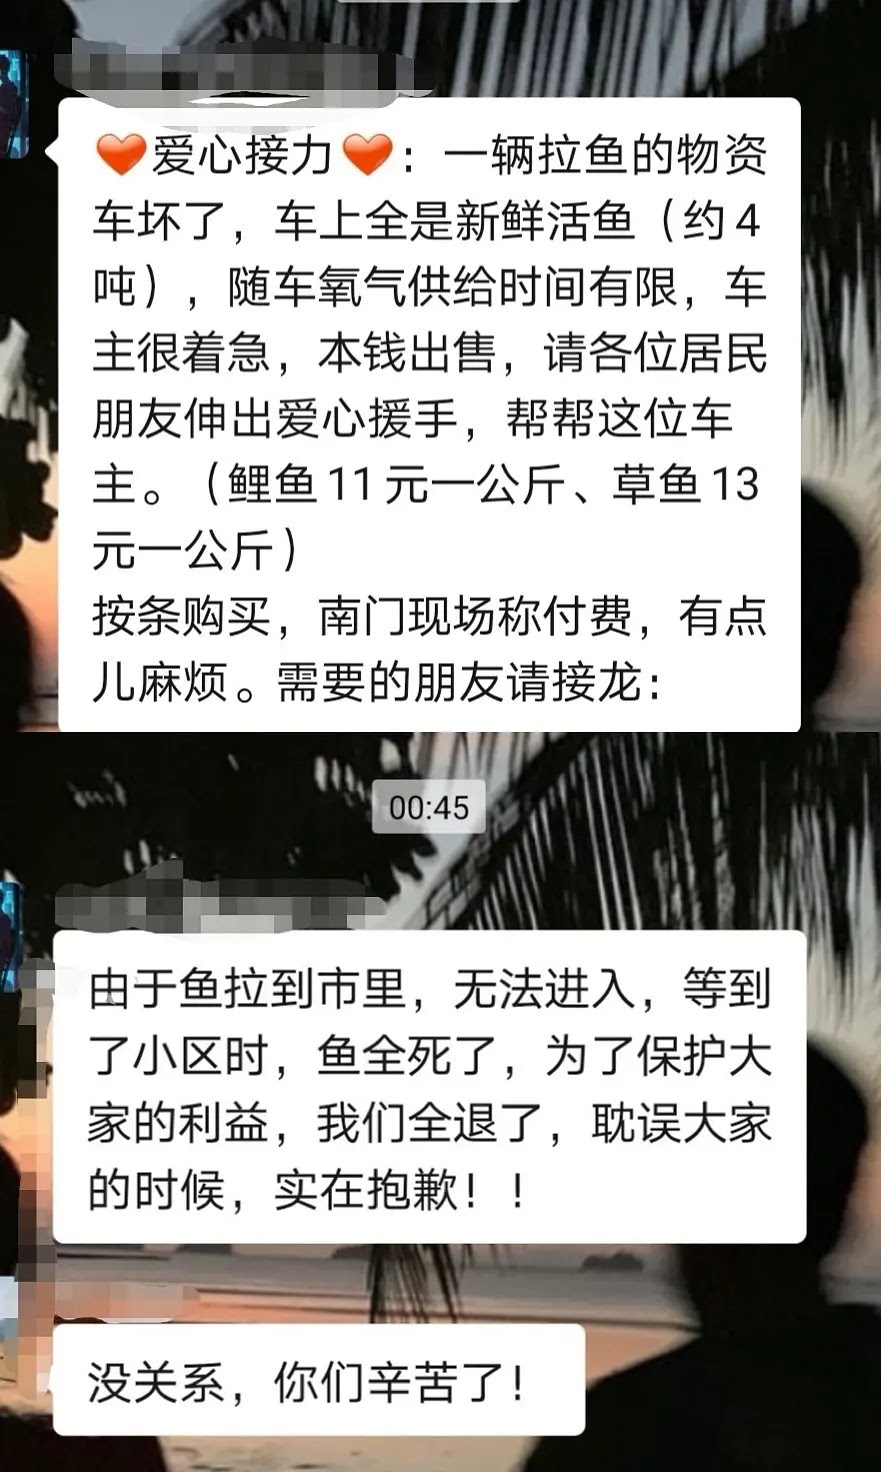 ❤️爱心接力❤️：一辆拉鱼的物资
车坏了，车上全是新鲜活鱼（约4
吨），随车氧气供给时间有限，车
主很着急，本钱出售，请各位居民
朋友伸出爱心援手，帮帮这位车
主。（鲤鱼11元一公斤、草鱼13
元一公斤）
按条购买，南门现场称付费，有点
儿麻烦。需要的朋友请接龙：
00:45
由于鱼拉到市里，无法进入，等到
了小区时，鱼全死了，为了保护大
家的利益，我们全退了，耽误大家
的时候，实在抱歉！！
没关系，你们辛苦了！